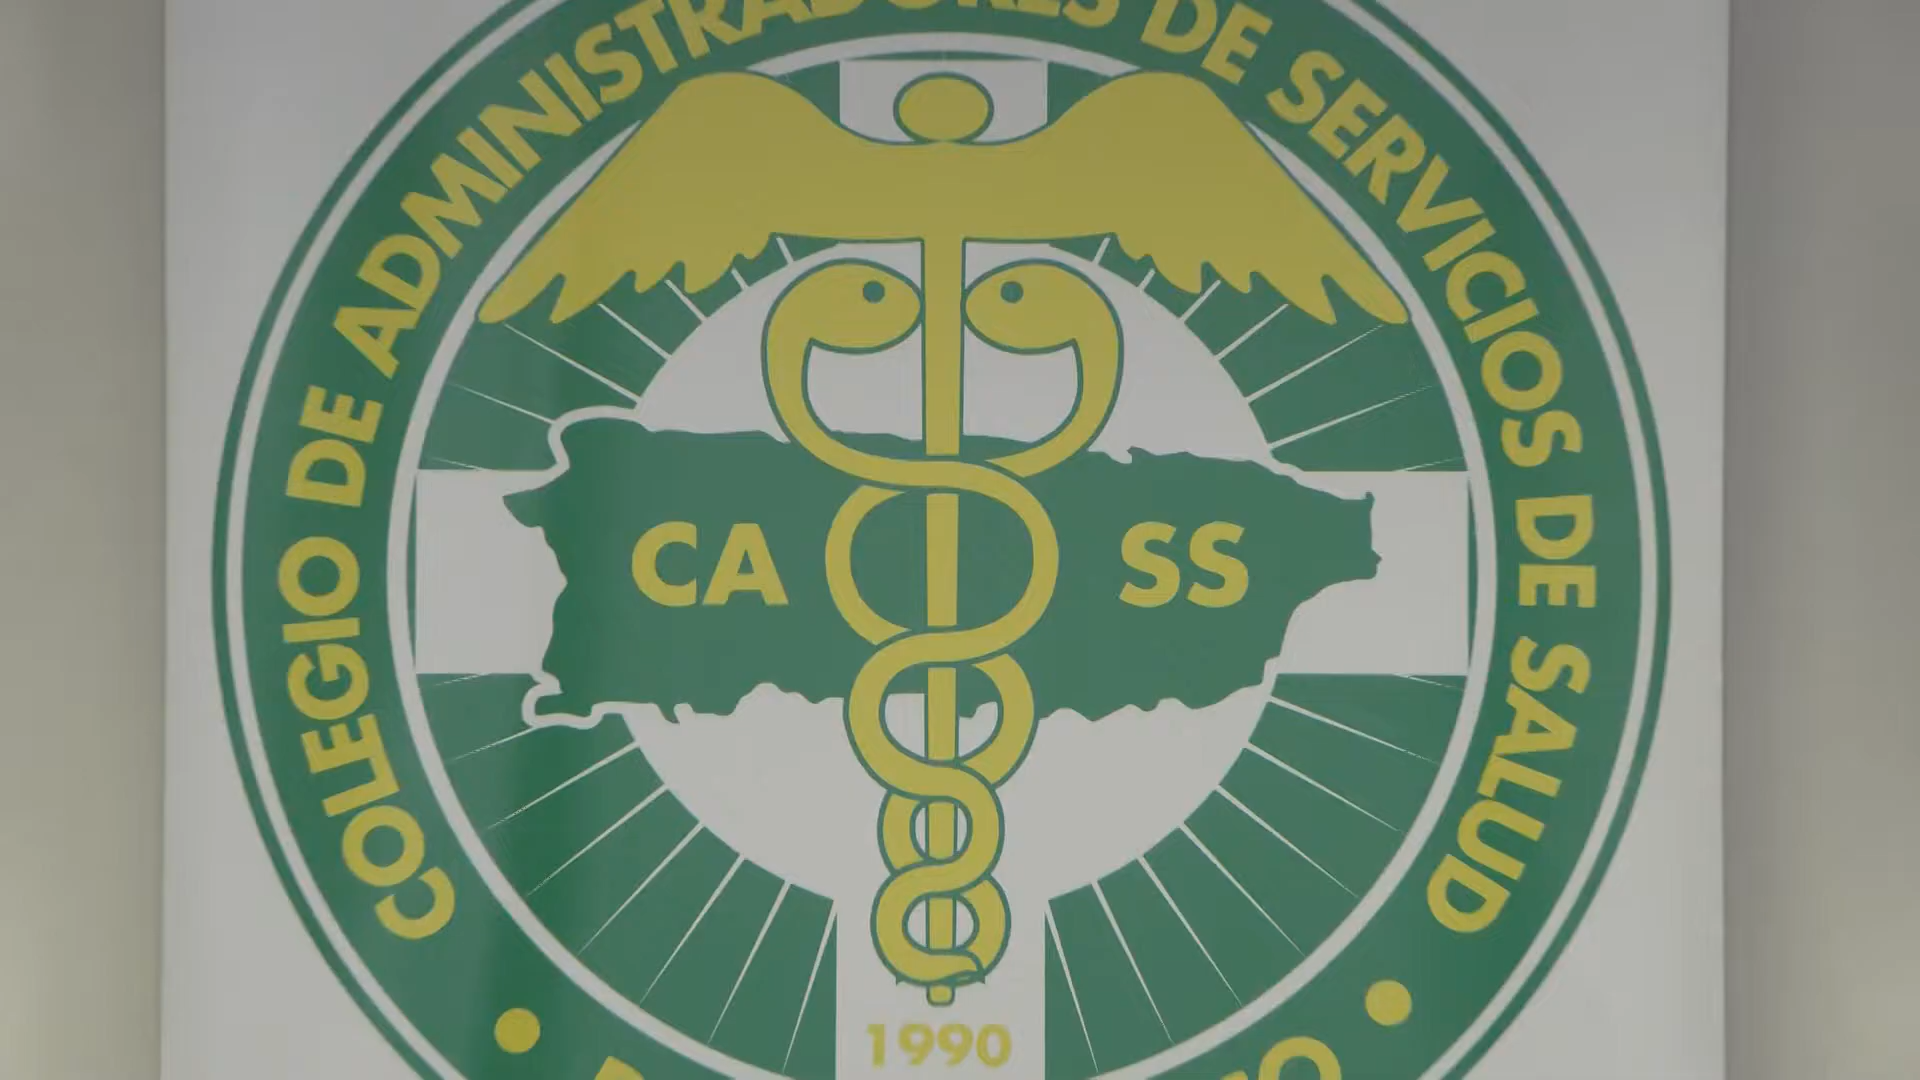 COLEGIO DE ADMINISTRADORES DE SERVICIOS DE SALUD
CA SS
1990